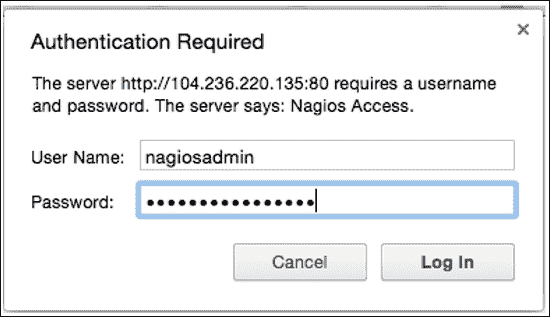 Authentication Required
The server http://104.236.220.135:80 requires a username
and password. The server says: Nagios Access.
User Name: nagiosadmin
Password: ••••••••••••••••
Cancel Log In